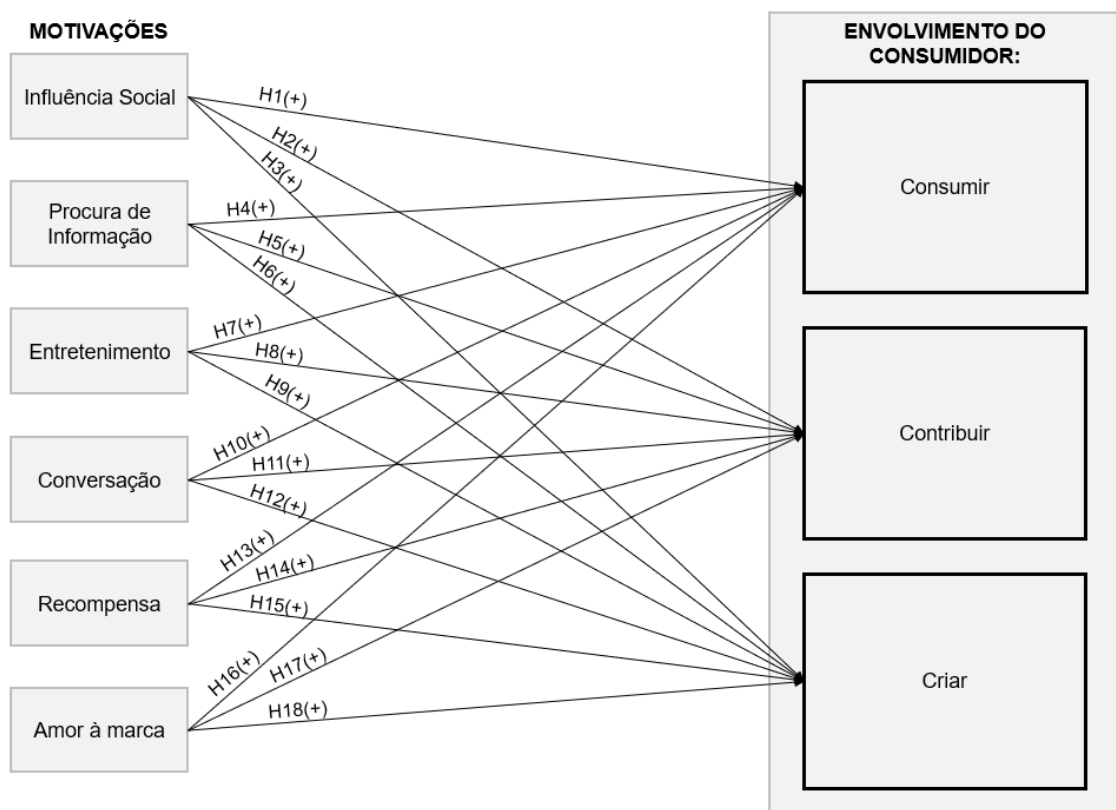 MOTIVAÇÕES
Influência Social
Procura de
Informação
Entretenimento
Conversação
Recompensa
Amor à marca
H1(+)
H2(+)
H3(+)
H4(+)
H5(+)
H6(+)
H7(+)
H8(+)
H9(+)
H10(+)
H11(+)
H12(+)
H13(+)
H14(+)
H15(+)
H16(+)
H17(+)
H18(+)
ENVOLVIMENTO DO
CONSUMIDOR:
Consumir
Contribuir
Criar